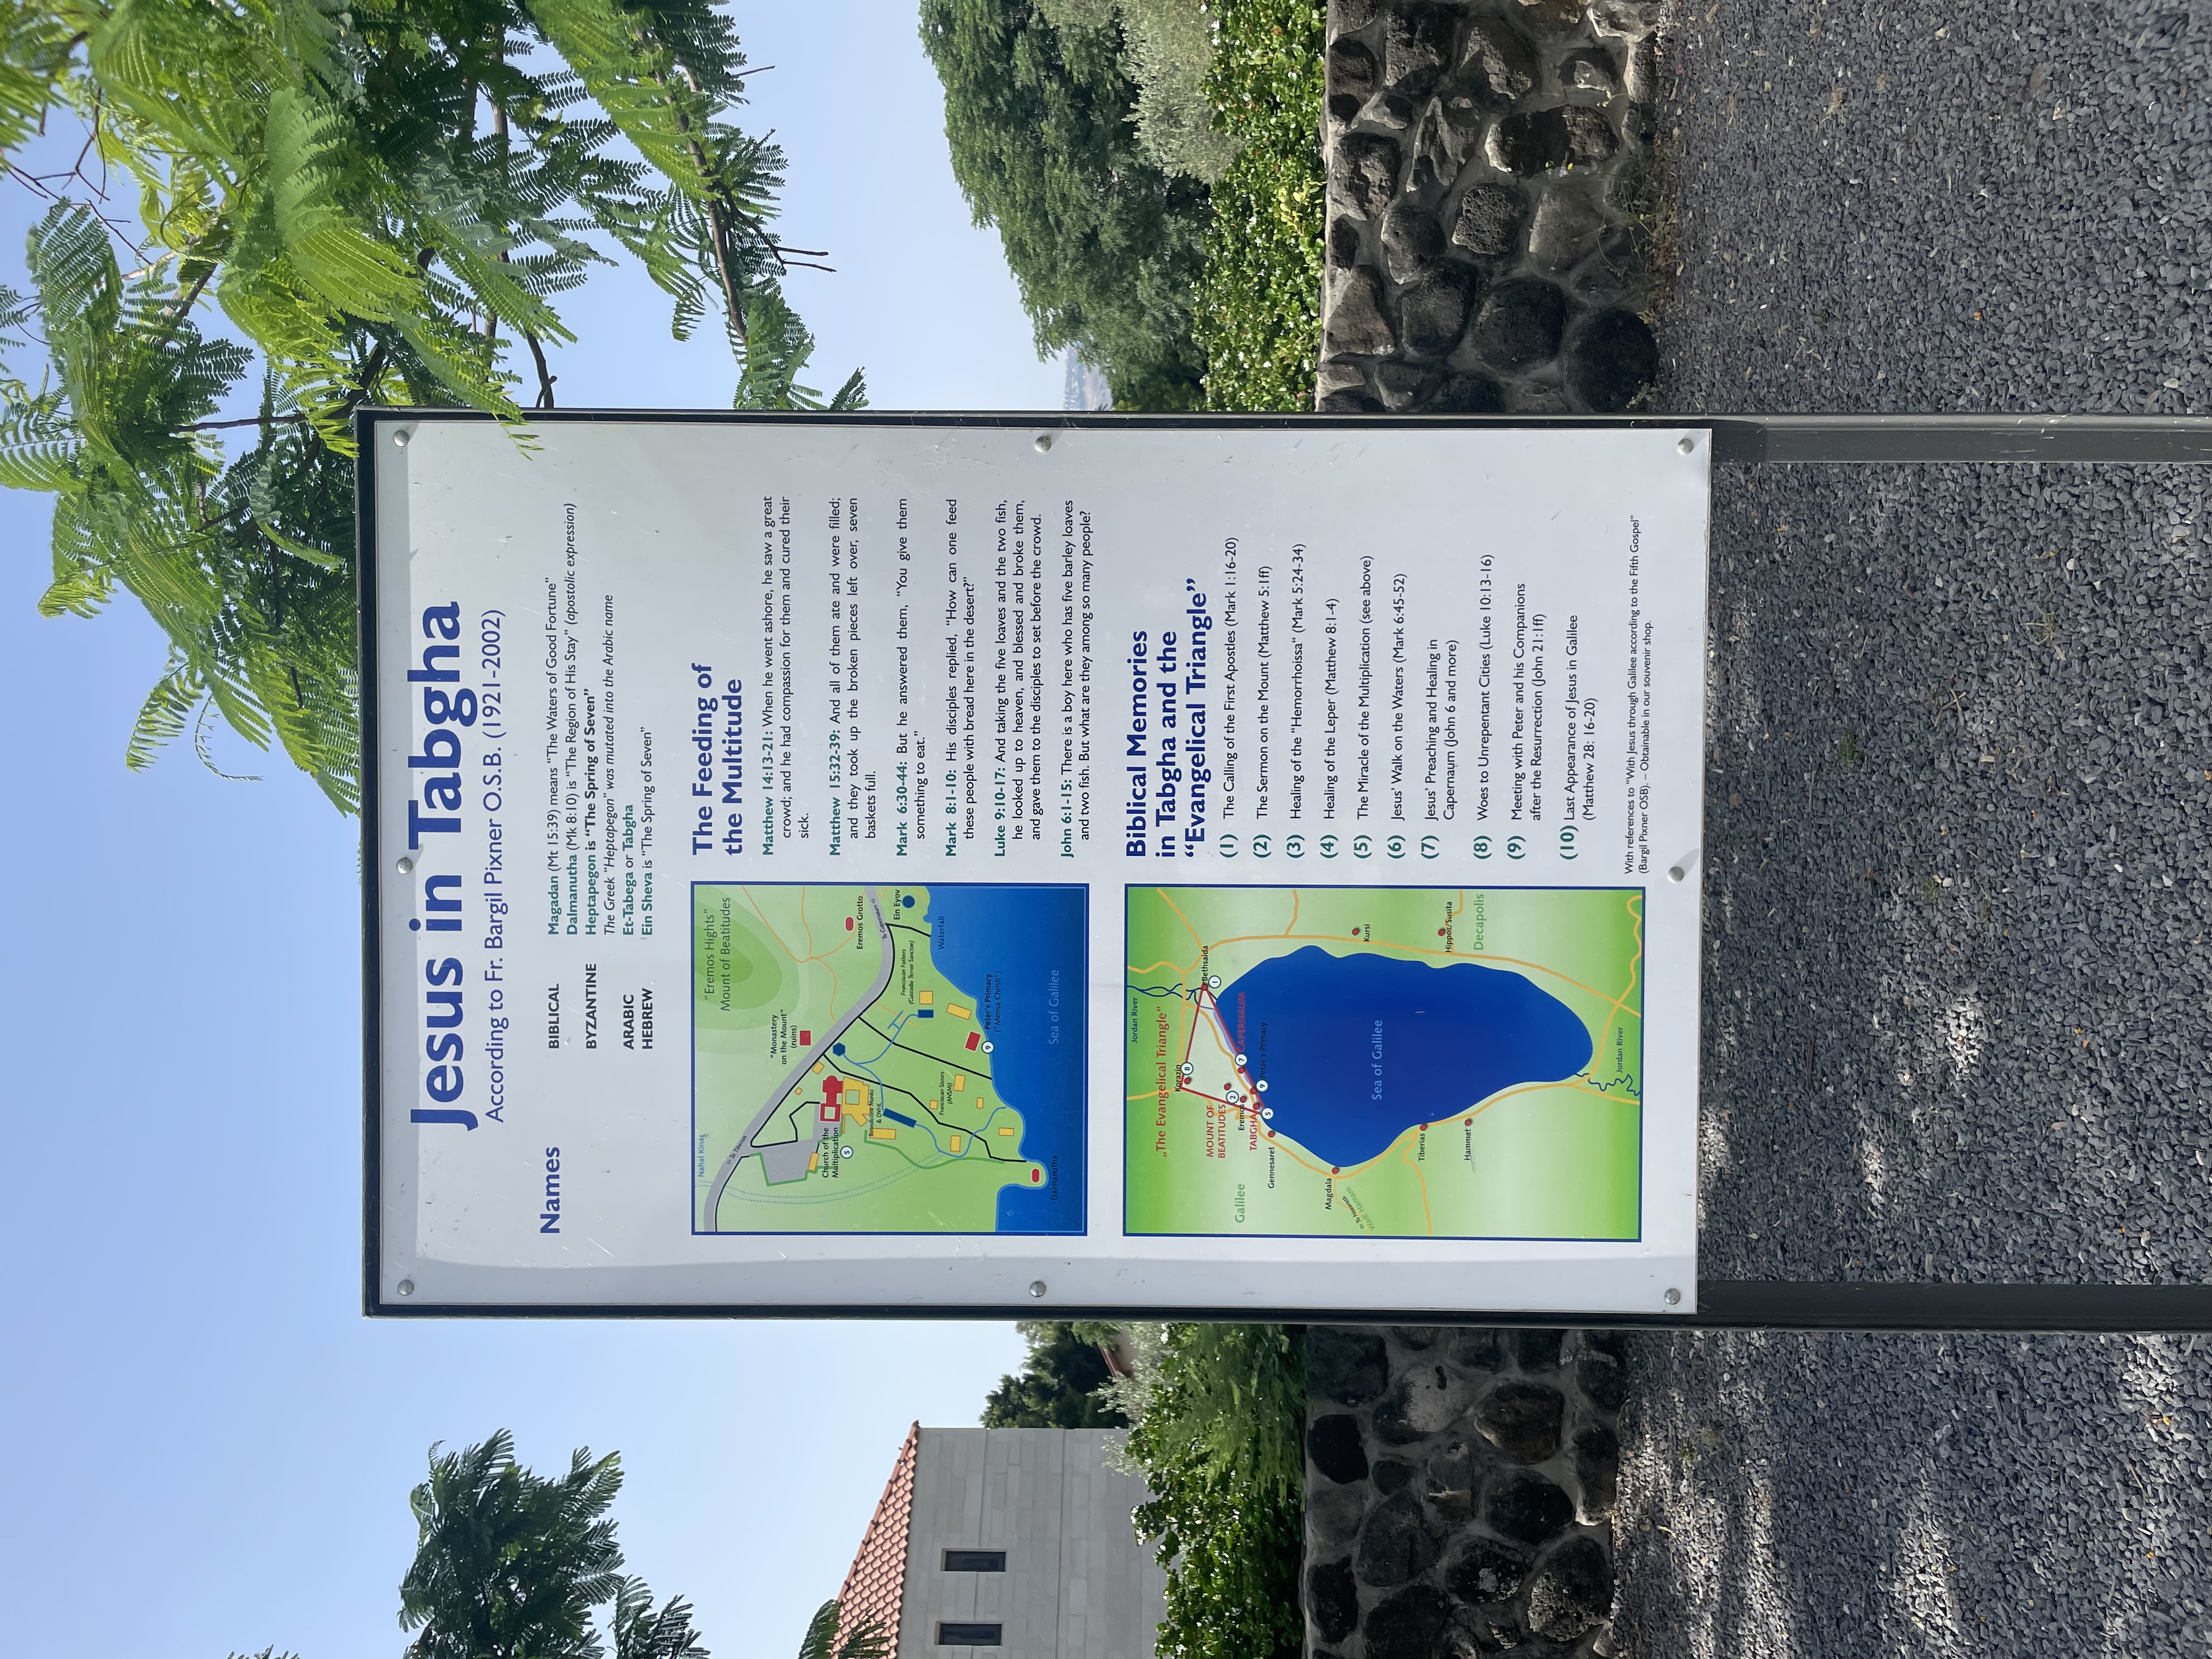 Jesus in Tabgha
According to Fr. Bargil Pixner O.S.B. (1921-2002)
Names
BIBLICAL
Magadan (Mt 15:39) means “The Waters of Good Fortune”
Dalmanutha (Mk 8:10) is “The Region of His Stay” (apostolic expression)
BYZANTINE
Heptapegon is “The Spring of Seven”
The Greek “Heptapegon” was mutated into the Arabic name
ARABIC
Et-Tabega or Tabgha
HEBREW
Ein Sheva is “The Spring of Seven”
Nahal Kinar
“Eremos Hights”
Mount of Beatitudes
To Tiberias
“Monastery
on the Mount”
(ruins)
Church of the
Multiplication
5
Eremos Grotto
Benedictine Monks
& DVHL
To Capernaum
Ein Eyov
Franciscan Fathers
(Custodia Terrae Sanctae)
Franciscan Sisters
(ANSMI)
Waterfall
9
Peter’s Primacy
(“Mensa Christi”)
Dalmanutha
Sea of Galilee
The Feeding of
the Multitude
Matthew 14:13-21: When he went ashore, he saw a great
crowd; and he had compassion for them and cured their
sick.
Matthew 15:32-39: And all of them ate and were filled;
and they took up the broken pieces left over, seven
baskets full.
Mark 6:30-44: But he answered them, “You give them
something to eat.”
Mark 8:1-10: His disciples replied, “How can one feed
these people with bread here in the desert?”
Luke 9:10-17: And taking the five loaves and the two fish,
he looked up to heaven, and blessed and broke them,
and gave them to the disciples to set before the crowd.
John 6:1-15: There is a boy here who has five barley loaves
and two fish. But what are they among so many people?
Jordan River
„The Evangelical Triangle“
Korazin
8
Bethsaida
1
MOUNT OF
BEATITUDES
2
Galilee
Eremos
7
CAPERNAUM
TABGHA
5
9
Peter’s Primacy
Gennesaret
Magdala
To Nazareth
Wadi Hamam
Sea of Galilee
Kursi
Tiberias
Hippos/Susita
Hammat
Decapolis
Jordan River
Biblical Memories
in Tabgha and the
“Evangelical Triangle”
(1) The Calling of the First Apostles (Mark 1:16-20)
(2) The Sermon on the Mount (Matthew 5:1ff)
(3) Healing of the “Hemorrhoissa“ (Mark 5:24-34)
(4) Healing of the Leper (Matthew 8:1-4)
(5) The Miracle of the Multiplication (see above)
(6) Jesus’ Walk on the Waters (Mark 6:45-52)
(7) Jesus’ Preaching and Healing in
Capernaum (John 6 and more)
(8) Woes to Unrepentant Cities (Luke 10:13-16)
(9) Meeting with Peter and his Companions
after the Resurrection (John 21:1ff)
(10) Last Appearance of Jesus in Galilee
(Matthew 28: 16-20)
With references to “With Jesus through Galilee according to the Fifth Gospel”
(Bargil Pixner OSB). – Obtainable in our souvenir shop.